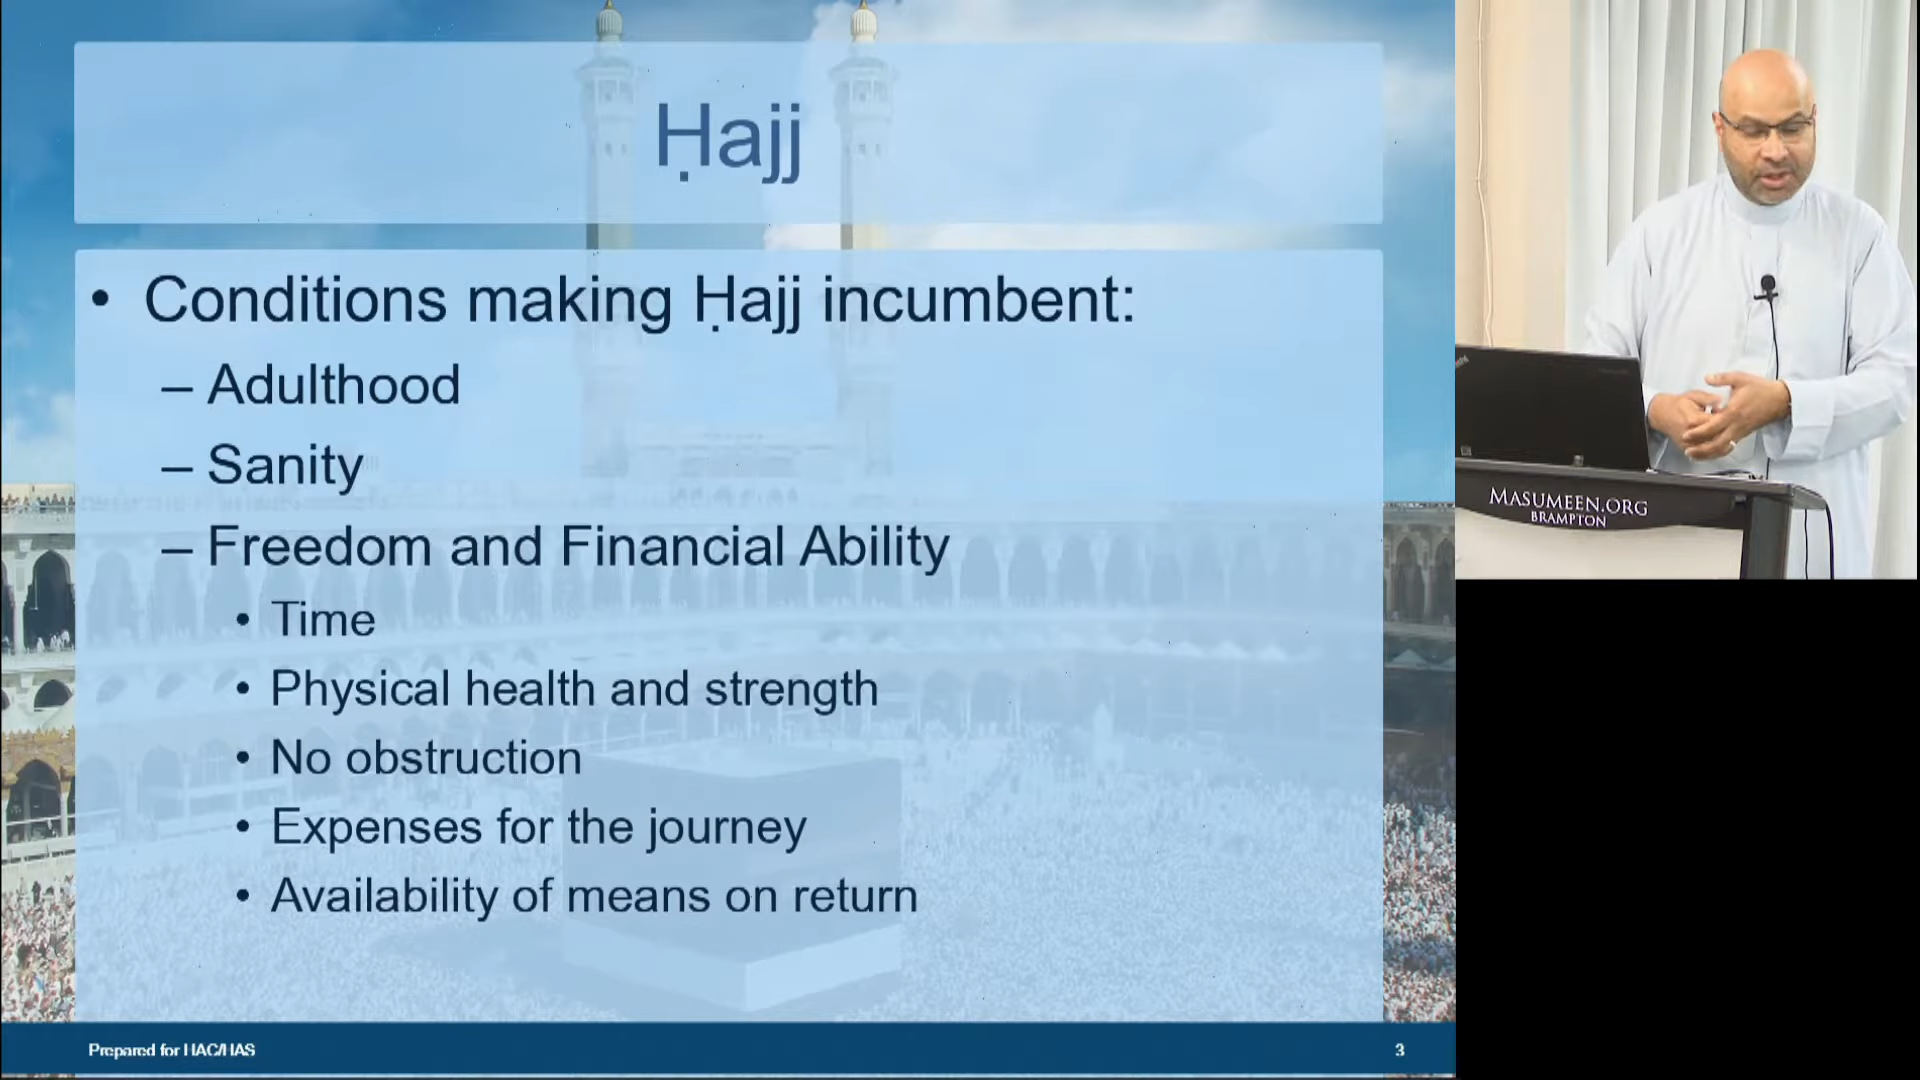 Ḥajj
• Conditions making Ḥajj incumbent:
– Adulthood
– Sanity
– Freedom and Financial Ability
• Time
• Physical health and strength
• No obstruction
• Expenses for the journey
• Availability of means on return
Prepared for HAC/HAS
3
MASUMEEN.ORG
BRAMPTON